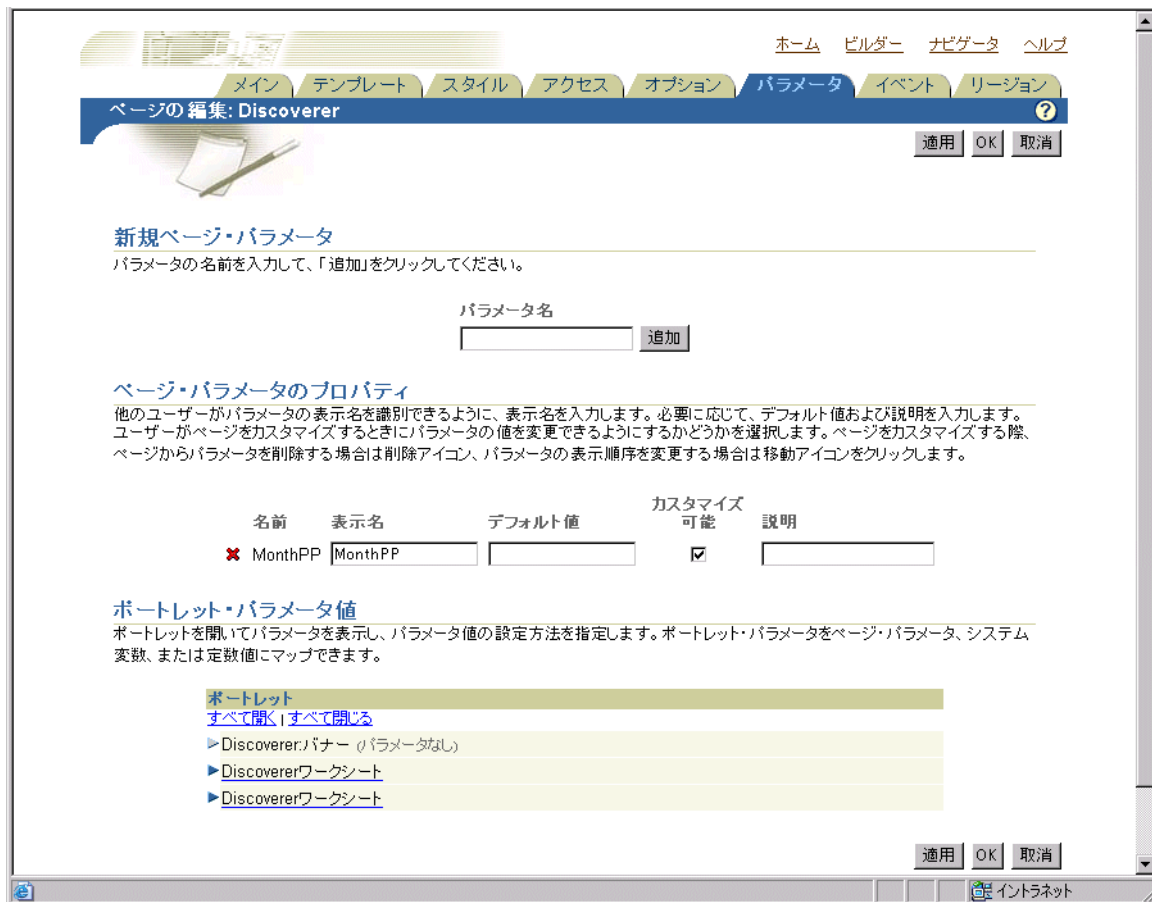 ホーム ビルダー ナビゲータ ヘルプ
メイン テンプレート スタイル アクセス オプション パラメータ イベント リージョン
ページの編集: Discoverer
?
適用 OK 取消
新規ページ・パラメータ
パラメータの名前を入力して、「追加」をクリックしてください。
パラメータ名
追加
ページ・パラメータのプロパティ
他のユーザーがパラメータの表示名を識別できるように、表示名を入力します。必要に応じて、デフォルト値および説明を入力します。
ユーザーがページをカスタマイズするときにパラメータの値を変更できるようにするかどうかを選択します。ページをカスタマイズする際、
ページからパラメータを削除する場合は削除アイコン、パラメータの表示順序を変更する場合は移動アイコンをクリックします。
名前 表示名 デフォルト値 カスタマイズ可能 説明
MonthPP MonthPP
ポートレット・パラメータ値
ポートレットを開いてパラメータを表示し、パラメータ値の設定方法を指定します。ポートレット・パラメータをページ・パラメータ、システム
変数、または定数値にマップできます。
ポートレット
すべて開く | すべて閉じる
Discoverer:バナー (パラメータなし)
Discovererワークシート
Discovererワークシート
適用 OK 取消
イントラネット